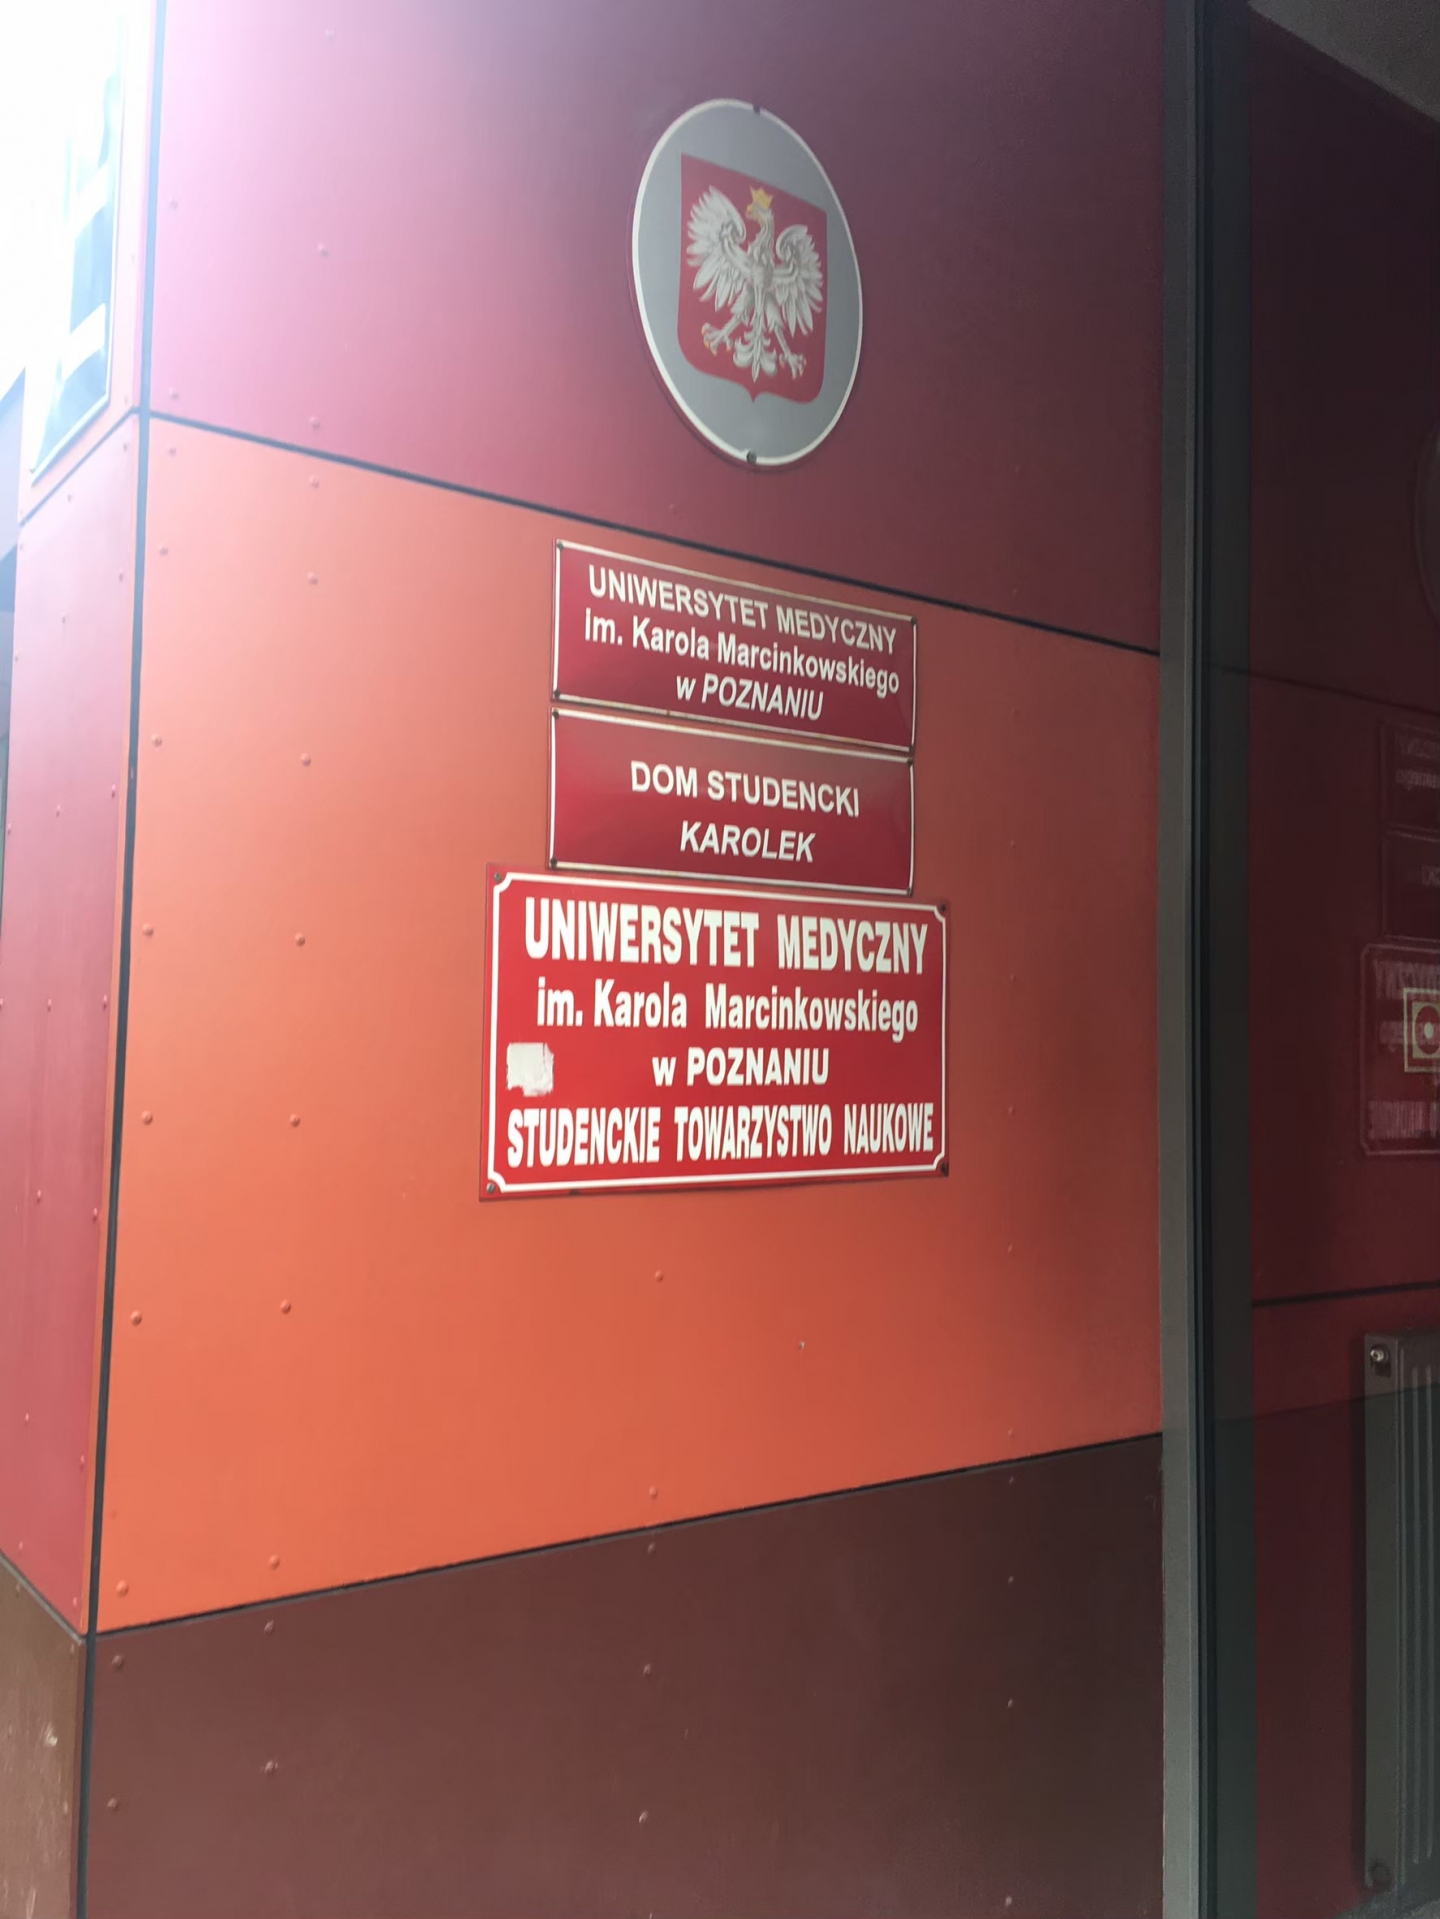 UNIWERSYTET MEDYCZNY
im. Karola Marcinkowskiego
w POZNANIU
DOM STUDENCKI
KAROLEK
UNIWERSYTET MEDYCZNY
im. Karola Marcinkowskiego
w POZNANIU
STUDENCKIE TOWARZYSTWO NAUKOWE